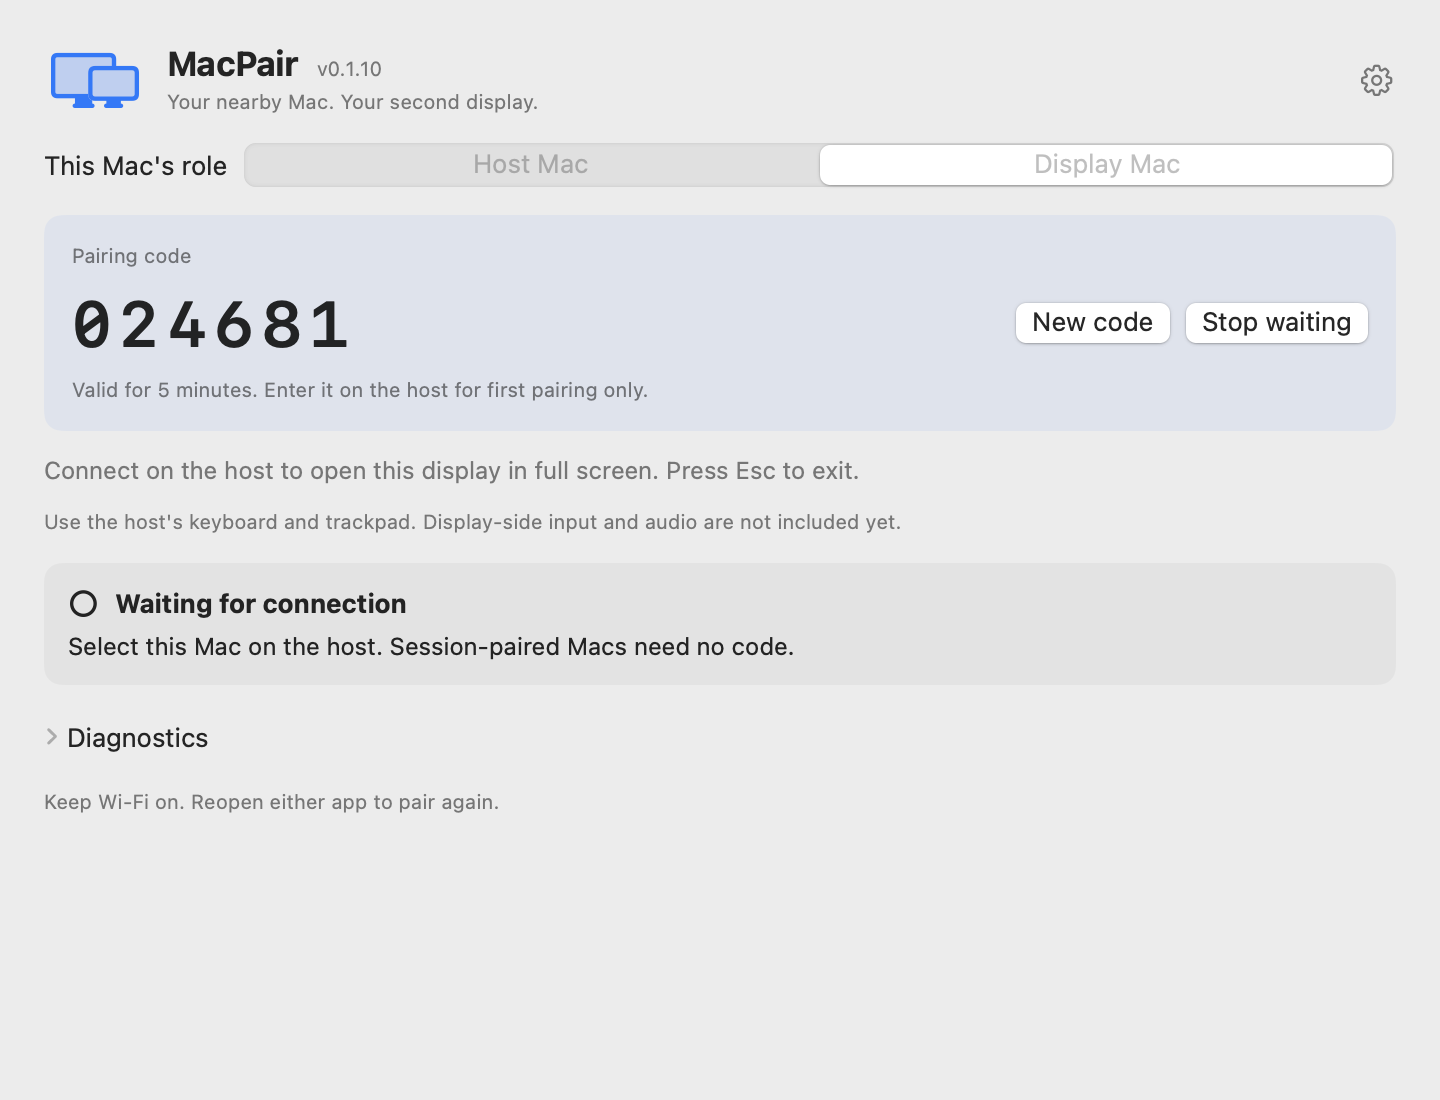 MacPair v0.1.10
Your nearby Mac. Your second display.
This Mac's role Host Mac Display Mac
Pairing code
024681
New code Stop waiting
Valid for 5 minutes. Enter it on the host for first pairing only.
Connect on the host to open this display in full screen. Press Esc to exit.
Use the host's keyboard and trackpad. Display-side input and audio are not included yet.
Waiting for connection
Select this Mac on the host. Session-paired Macs need no code.
Diagnostics
Keep Wi-Fi on. Reopen either app to pair again.